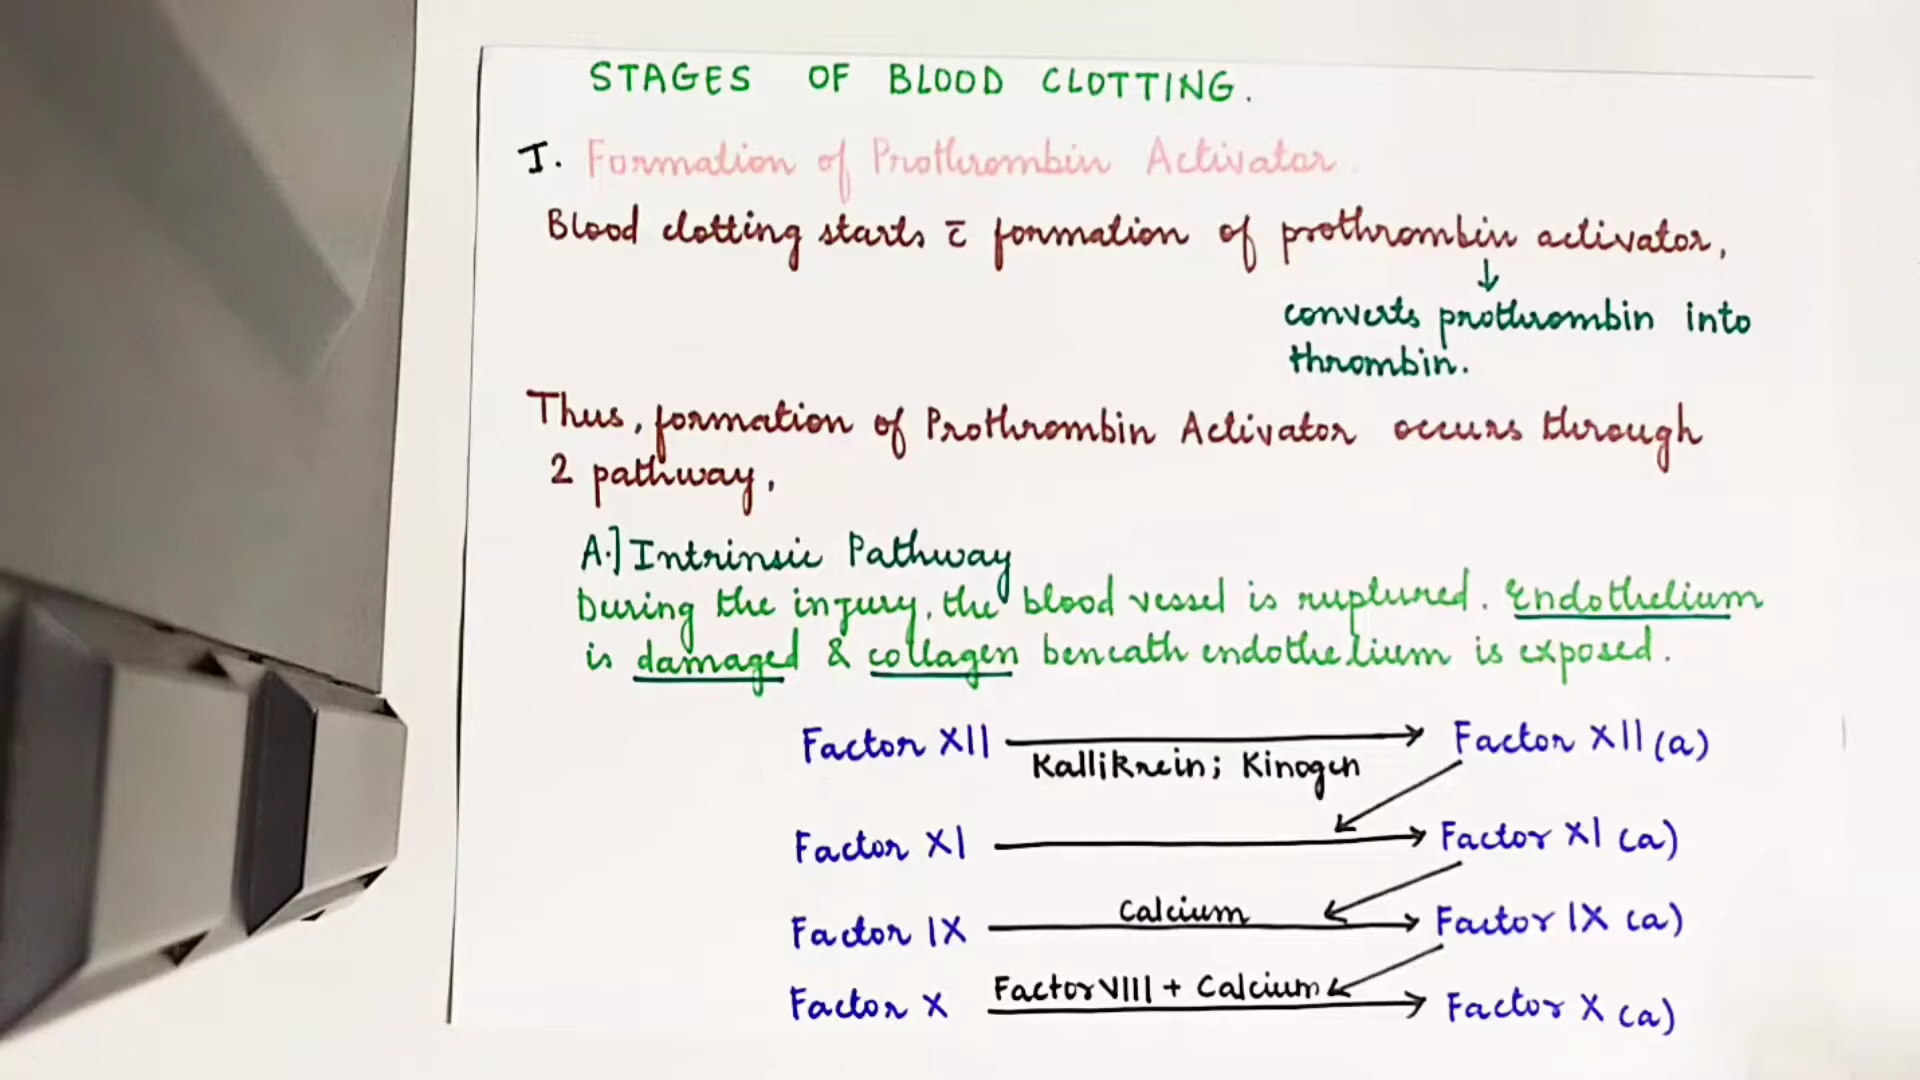 STAGES OF BLOOD CLOTTING.
I. Formation of Prothrombin Activator.
Blood clotting starts c̄ formation of prothrombin activator,
↓
converts prothrombin into
thrombin.
Thus, formation of Prothrombin Activator occurs through
2 pathway,
A.] Intrinsic Pathway
During the injury, the blood vessel is ruptured. Endothelium
is damaged & collagen beneath endothelium is exposed.
Factor XII → Factor XII (a)
Kallikrein; Kinogen
Factor XI → Factor XI (a)
Calcium
Factor IX → Factor IX (a)
Factor VIII + Calcium
Factor X → Factor X (a)